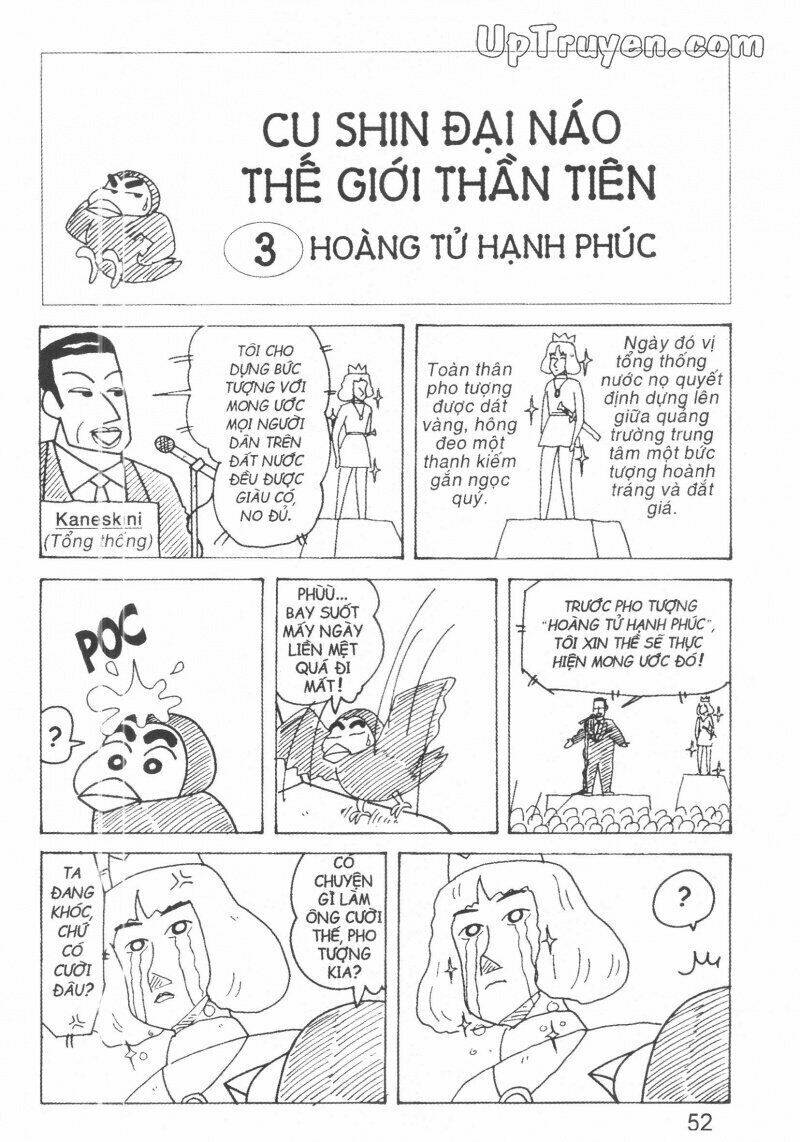 UpTruyen.com
CU SHIN ĐẠI NÁO
THẾ GIỚI THẦN TIÊN
3 HOÀNG TỬ HẠNH PHÚC
Ngày đó vị
tổng thống
nước nọ quyết
định dựng lên
giữa quảng
trường trung
tâm một bức
tượng hoành
tráng và đắt
giá.
Toàn thân
pho tượng
được dát
vàng, hông
đeo một
thanh kiếm
gắn ngọc
quý.
TÔI CHO
DỰNG BỨC
TƯỢNG VỚI
MONG ƯỚC
MỌI NGƯỜI
DÂN TRÊN
ĐẤT NƯỚC
ĐỀU ĐƯỢC
GIÀU CÓ,
NO ĐỦ.
Kaneskini
(Tổng thống)
TRƯỚC PHO TƯỢNG
"HOÀNG TỬ HẠNH PHÚC",
TÔI XIN THỀ SẼ THỰC
HIỆN MONG ƯỚC ĐÓ!
PHÙÙ...
BAY SUỐT
MẤY NGÀY
LIỀN MỆT
QUÁ ĐI
MẤT!
POC
?
?
CÓ
CHUYỆN
GÌ LÀM
ÔNG CƯỜI
THẾ, PHO
TƯỢNG
KIA?
TA
ĐANG
KHÓC,
CHỨ
CÓ
CƯỜI
ĐÂU?
52